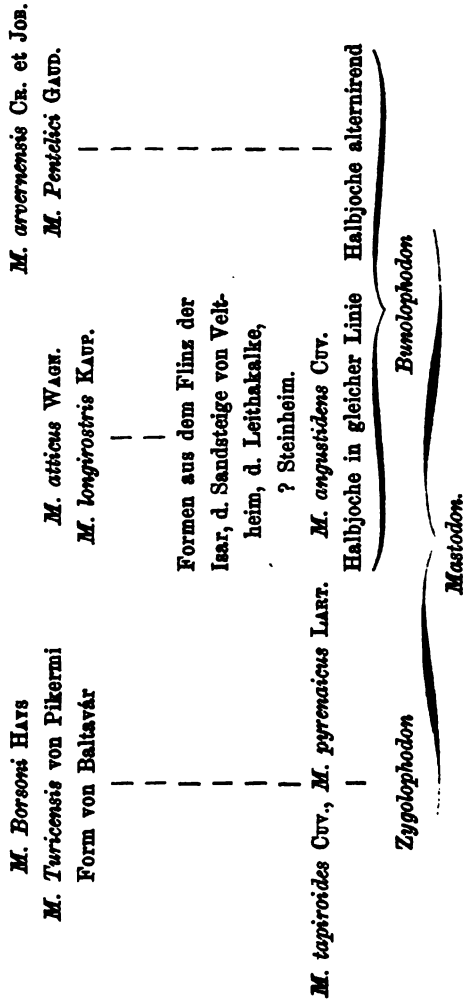 M. Borsoni HAYS
M. Turicensis von Pikermi
Form von Baltavár
M. atticus WAGN.
M. longirostris KAUP.
M. arvernensis CR. et JOB.
M. Pentelici GAUD.
Formen aus dem Flinz der
Isar, d. Sandsteige von Velt-
heim, d. Leithakalke,
? Steinheim.
M. tapiroides CUV., M. pyrenaicus LART.
M. angustidens CUV.
Halbjoche in gleicher Linie
Halbjoche alternirend
Zygolophodon
Bunolophodon
Mastodon.